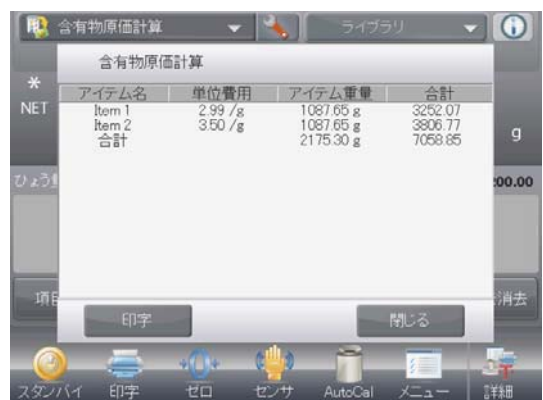 含有物原価計算 ライブラリ
含有物原価計算
*
NET
アイテム名 単位費用 アイテム重量 合計
Item 1 2.99 /g 1087.65 g 3252.07
Item 2 3.50 /g 1087.65 g 3806.77
合計 2175.30 g 7058.85
g
ひょう 200.00
項目 消去
印字 閉じる
スタンバイ 印字 ゼロ センサ AutoCal メニュー 詳細